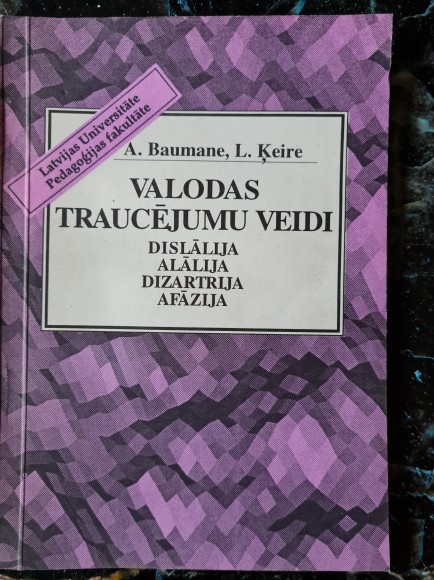 Latvijas Universitāte
Pedagoģijas fakultāte
A. Baumane, L. Ķeire
VALODAS
TRAUCĒJUMU VEIDI
DISLĀLIJA
ALĀLIJA
DIZARTRIJA
AFĀZIJA